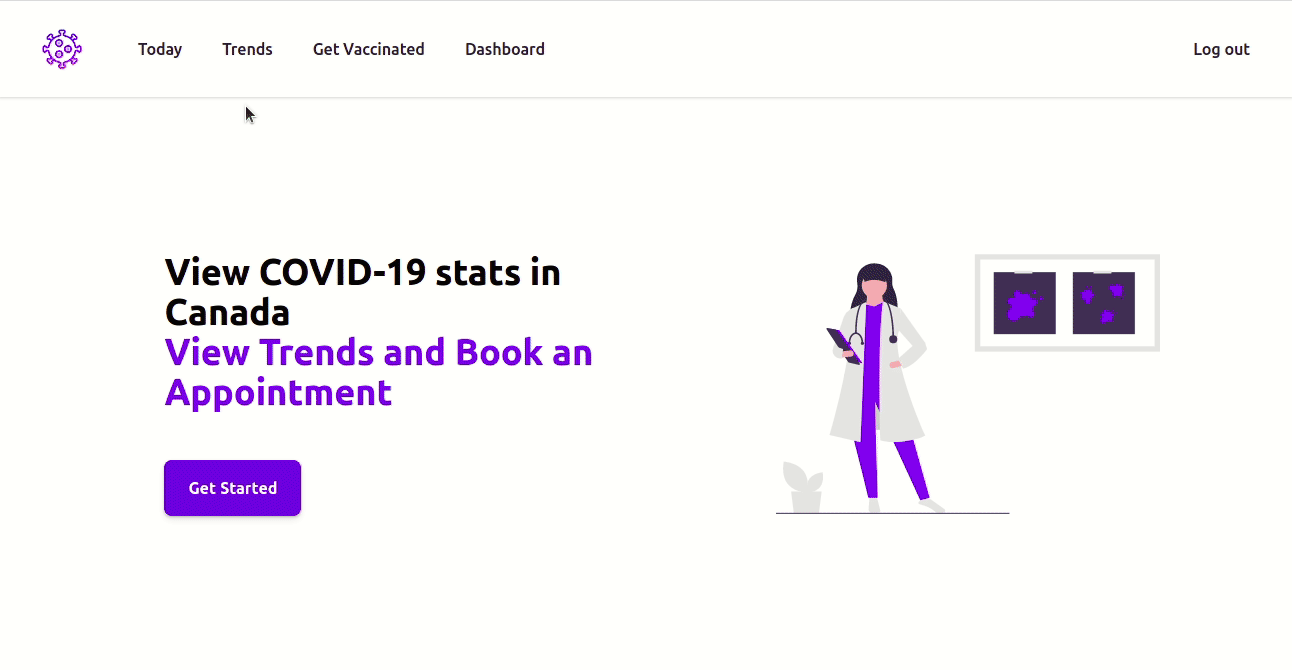 Today
Trends
Get Vaccinated
Dashboard
Log out
View COVID-19 stats in
Canada
View Trends and Book an
Appointment
Get Started